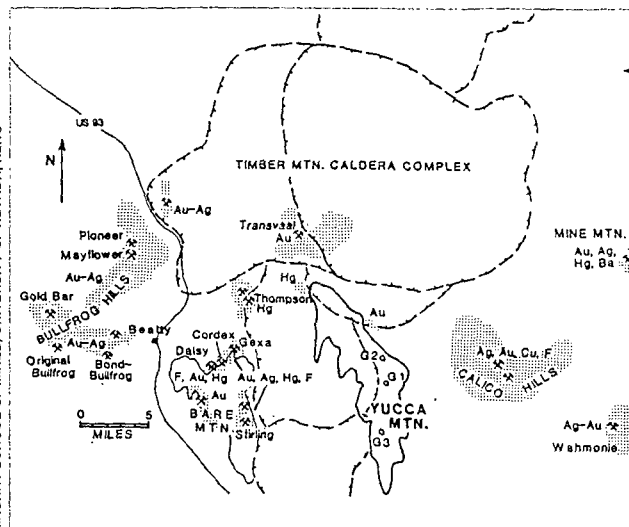 US 93
N
TIMBER MTN. CALDERA COMPLEX
Au-Ag
Transvaal
Au
Pioneer
Mayflower
MINE MTN.
Au, Ag,
Hg, Ba
Au-Ag
Hg
Gold Bar
Thompson
Hg
Au
BULLFROG HILLS
Beatty
Cordex
Gexa
Au-Ag
Daisy
G2
Ag, Au, Cu, F
Original
Bullfrog
Bond-
Bullfrog
F, Au, Hg
Au, Ag, Hg, F
G1
CALICO HILLS
0 5
MILES
Au
BARE
MTN
YUCCA
MTN.
Stirling
G3
Ag-Au
Wahmonie